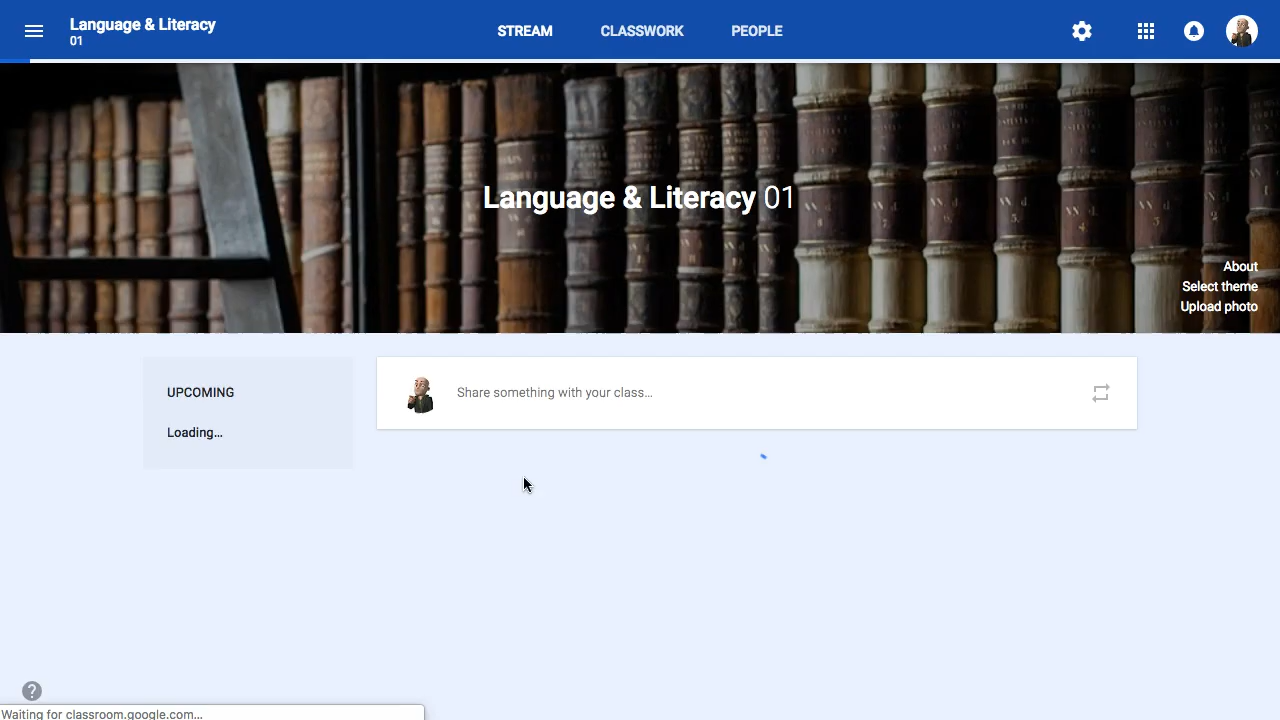 Language & Literacy
01
STREAM CLASSWORK PEOPLE
Language & Literacy 01
About
Select theme
Upload photo
UPCOMING
Loading...
Share something with your class...
Waiting for classroom.google.com...